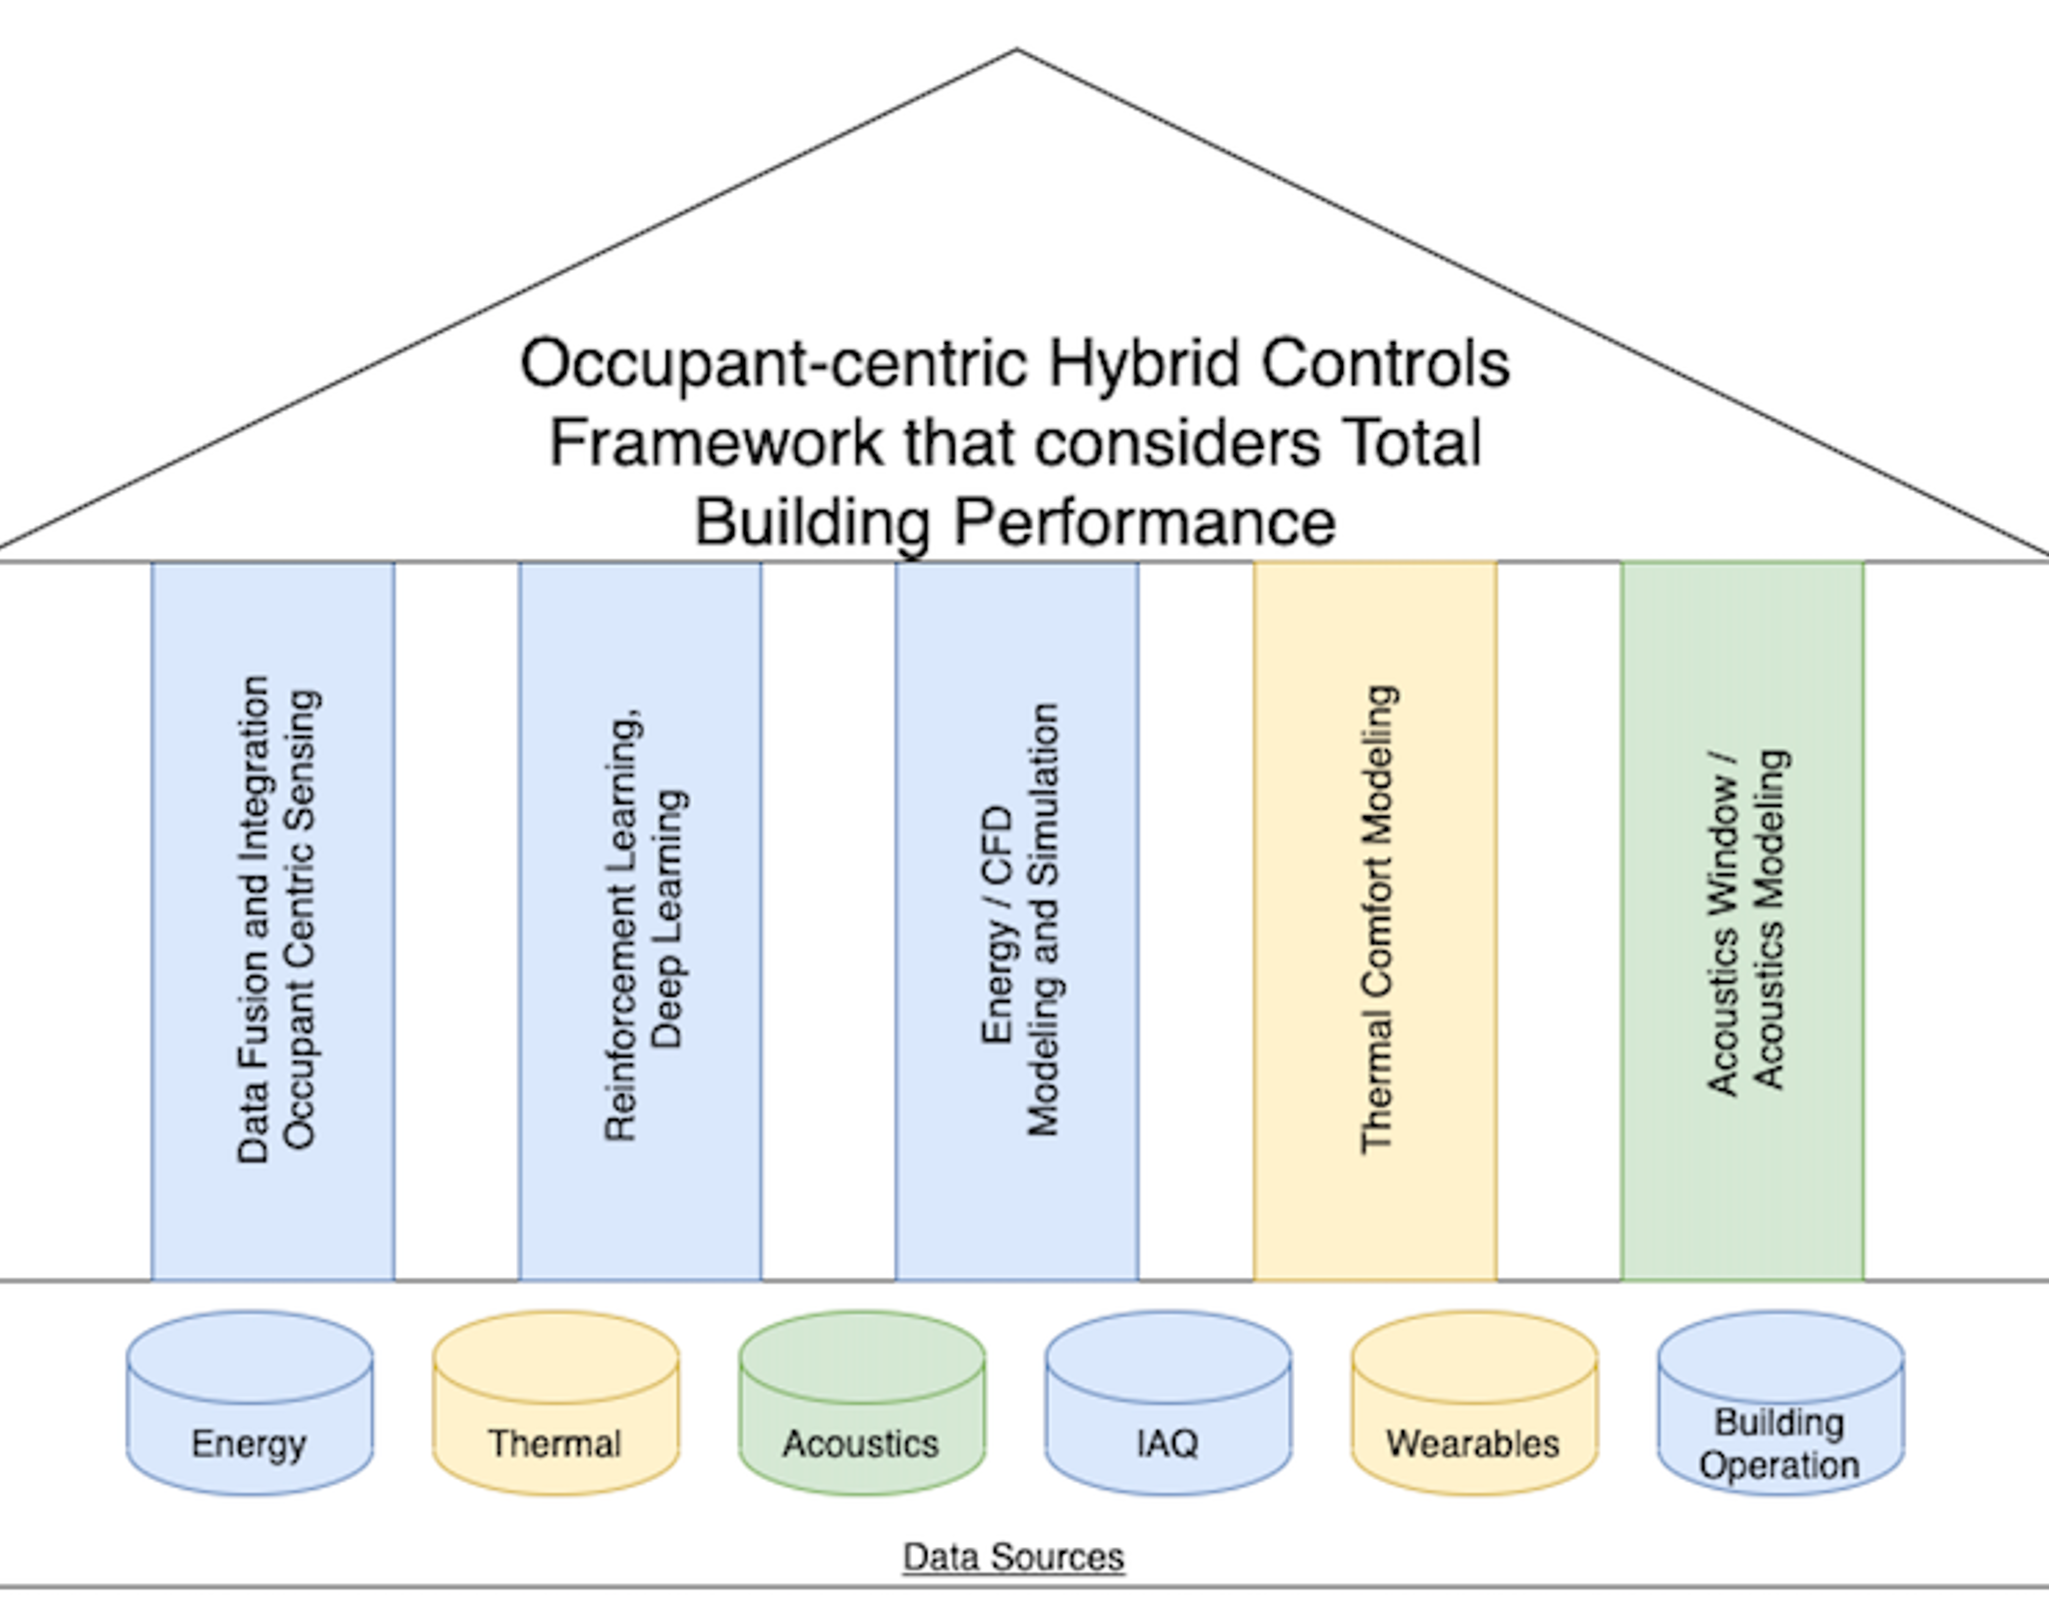 Occupant-centric Hybrid Controls
Framework that considers Total
Building Performance
Data Fusion and Integration
Occupant Centric Sensing
Reinforcement Learning,
Deep Learning
Energy / CFD
Modeling and Simulation
Thermal Comfort Modeling
Acoustics Window /
Acoustics Modeling
Energy
Thermal
Acoustics
IAQ
Wearables
Building
Operation
Data Sources